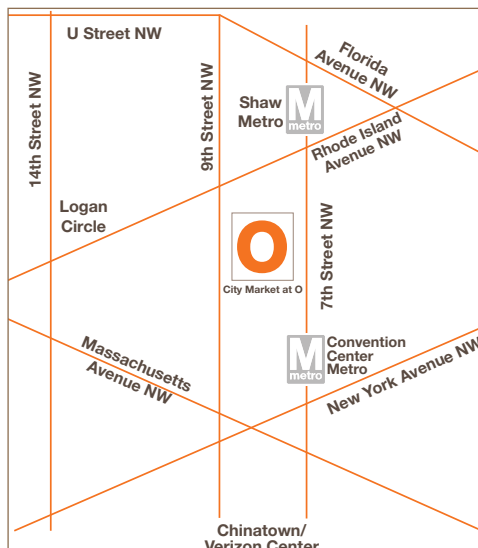 U Street NW
Florida
Avenue NW
14th Street NW
9th Street NW
Shaw
Metro
M
metro
Rhode Island
Avenue NW
Logan
Circle
O
City Market at O
7th Street NW
M
metro
Convention
Center
Metro
Massachusetts
Avenue NW
New York Avenue NW
Chinatown/
Verizon Center